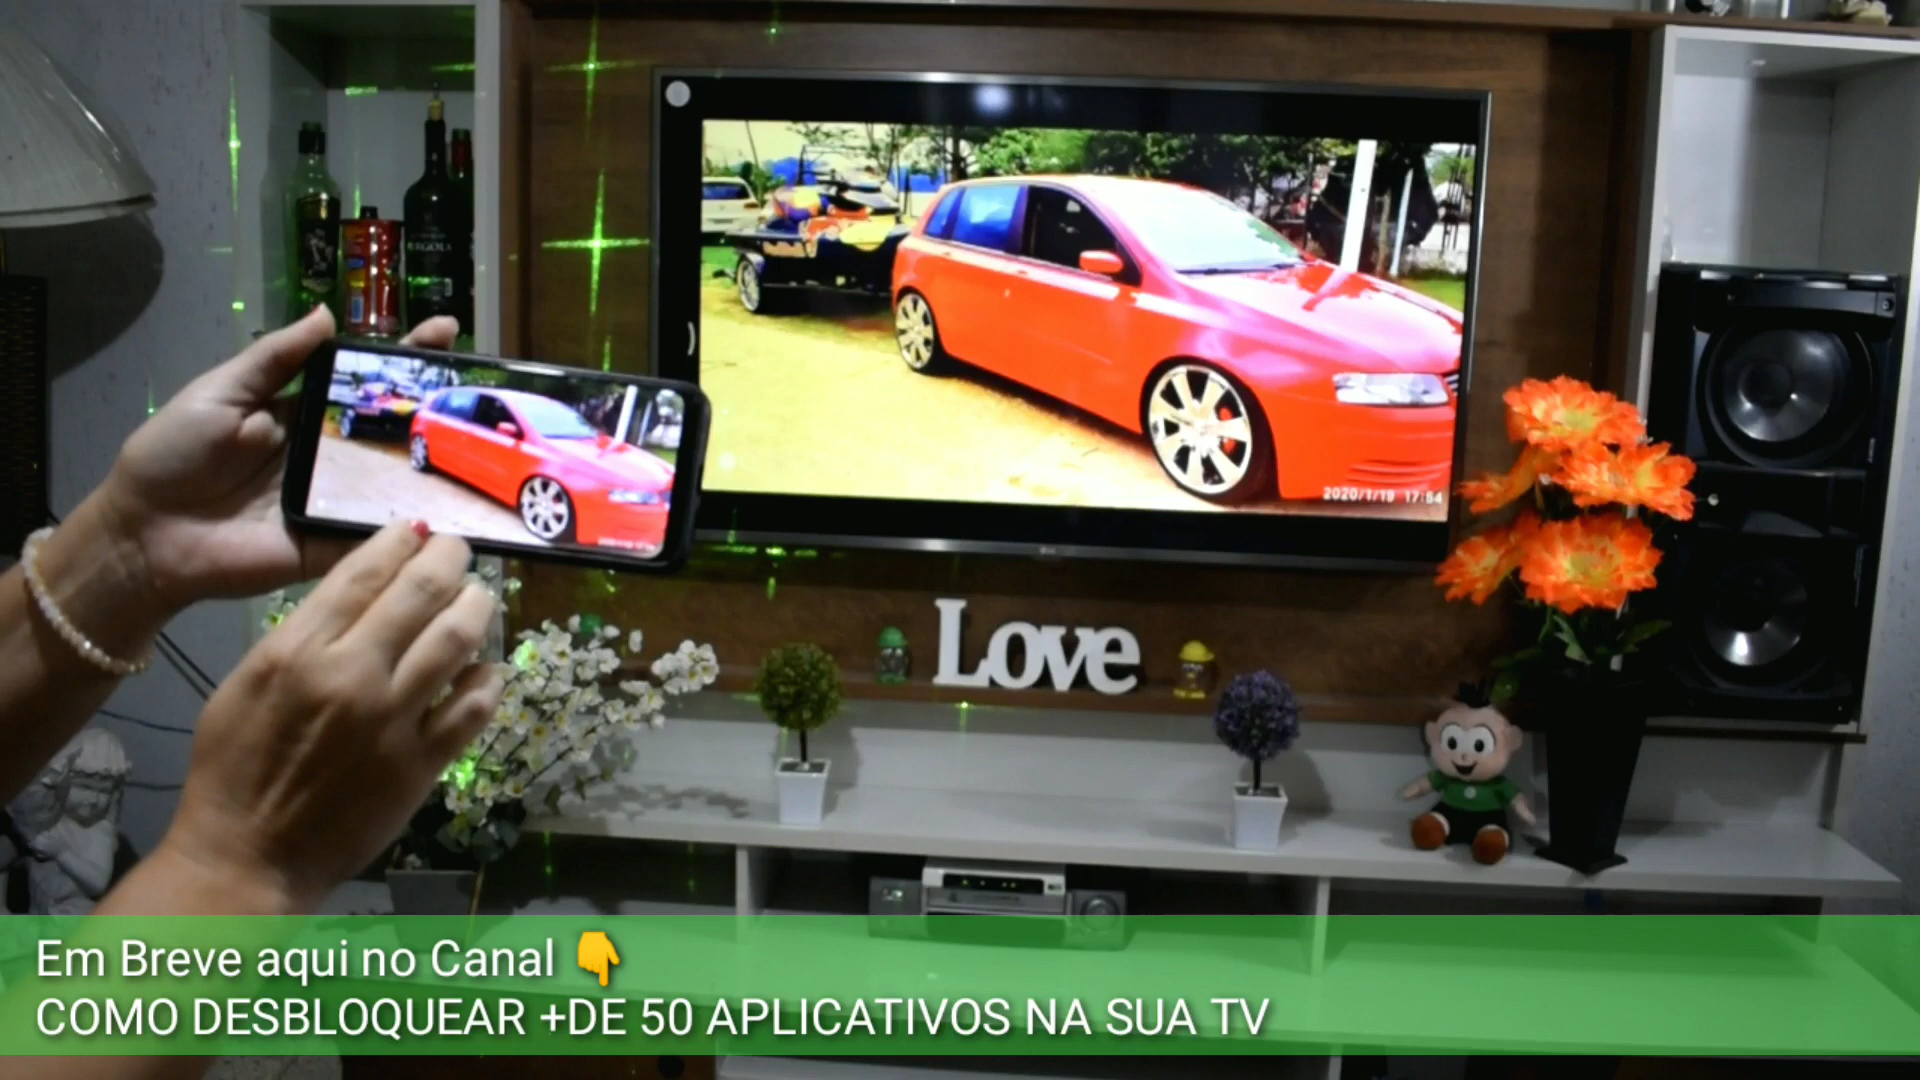 2020/1/19 17:54
Love
Em Breve aqui no Canal 👇
COMO DESBLOQUEAR +DE 50 APLICATIVOS NA SUA TV